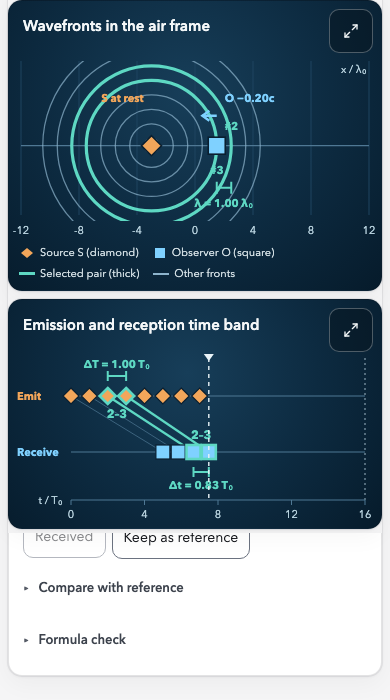 Wavefronts in the air frame
x / λ₀
S at rest
O −0.20c
#2
#3
λ = 1.00 λ₀
-12 -8 -4 0 4 8 12
Source S (diamond) Observer O (square)
Selected pair (thick) Other fronts
Emission and reception time band
ΔT = 1.00 T₀
Emit
2-3
2-3
Receive
Δt = 0.83 T₀
t / T₀
0 4 8 12 16
Received Keep as reference
▸ Compare with reference
▸ Formula check